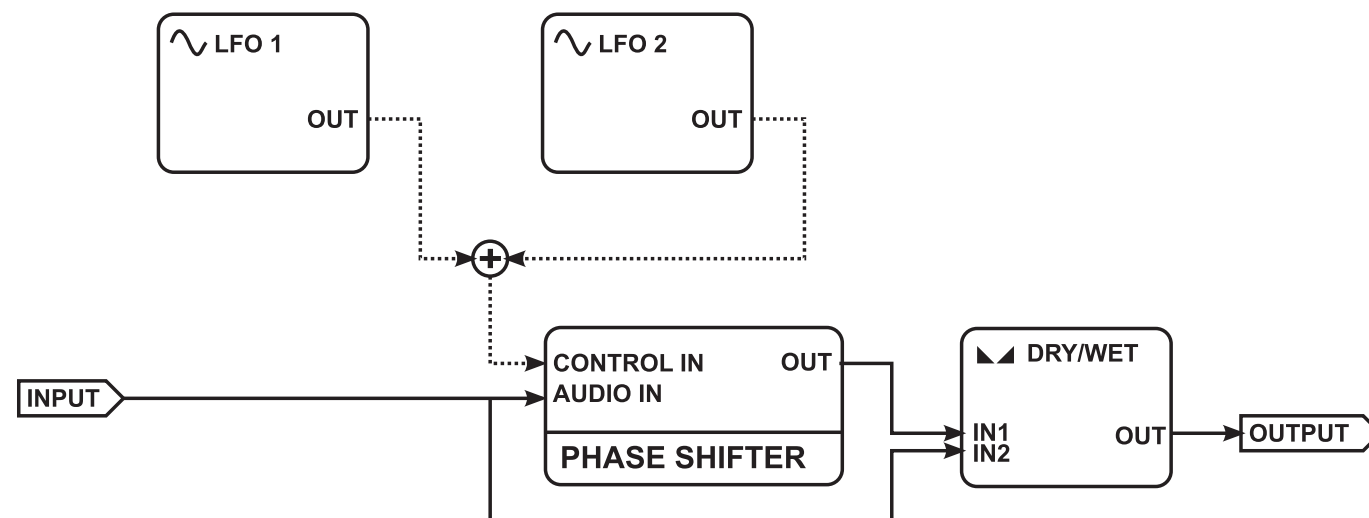 LFO 1
OUT
LFO 2
OUT
+
CONTROL IN
OUT
AUDIO IN
PHASE SHIFTER
INPUT
DRY/WET
IN1
IN2
OUT
OUTPUT